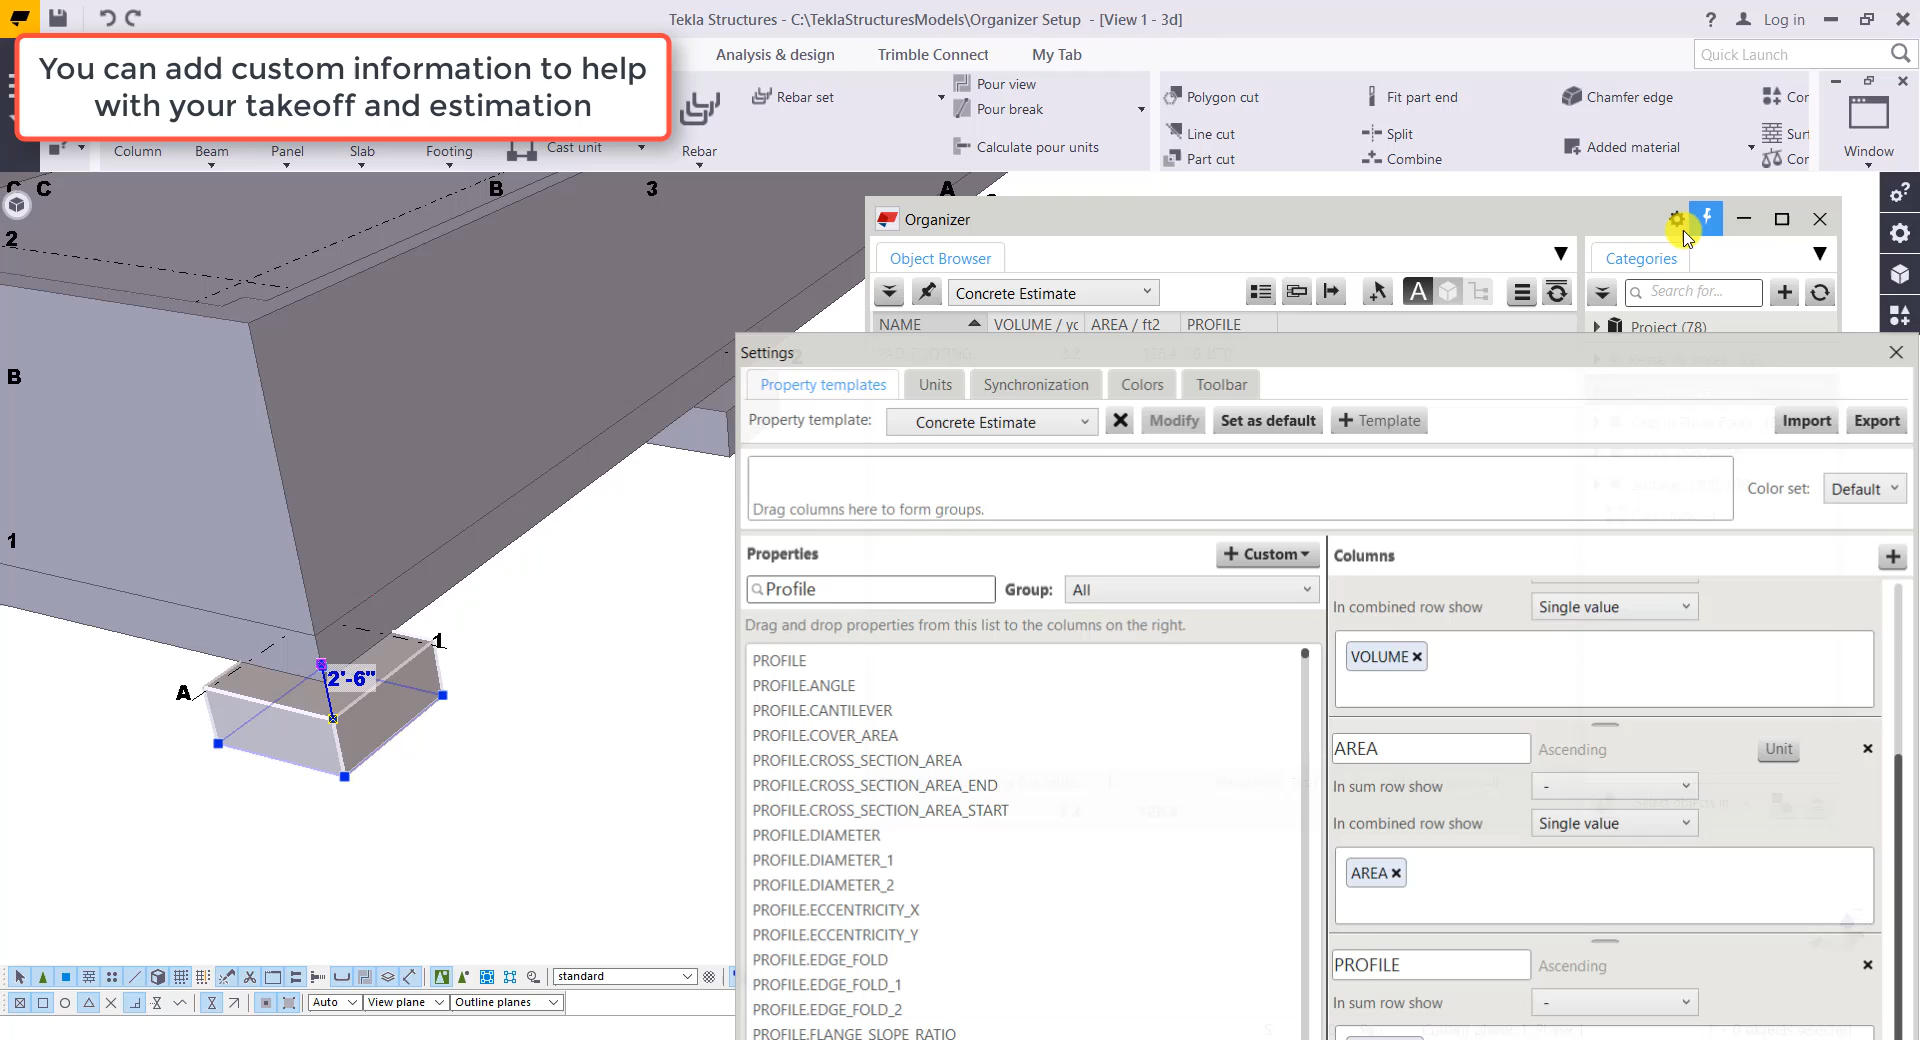 Tekla Structures - C:\TeklaStructuresModels\Organizer Setup - [View 1 - 3d]
? Log in
You can add custom information to help
with your takeoff and estimation
Analysis & design
Trimble Connect
My Tab
Quick Launch
Column
Beam
Panel
Slab
Footing
Cast unit
Rebar
Rebar set
Pour view
Pour break
Calculate pour units
Polygon cut
Line cut
Part cut
Fit part end
Split
Combine
Chamfer edge
Added material
Window
C C
B
3
A
2
B
1
A
1
2'-6"
Organizer
Object Browser
Categories
Concrete Estimate
A
Search for...
NAME
VOLUME / yc
AREA / ft2
PROFILE
Project (78)
Settings
Property templates
Units
Synchronization
Colors
Toolbar
Property template:
Concrete Estimate
Modify
Set as default
+ Template
Import
Export
Drag columns here to form groups.
Color set:
Default
Properties
+ Custom
Profile
Group:
All
Drag and drop properties from this list to the columns on the right.
PROFILE
PROFILE.ANGLE
PROFILE.CANTILEVER
PROFILE.COVER_AREA
PROFILE.CROSS_SECTION_AREA
PROFILE.CROSS_SECTION_AREA_END
PROFILE.CROSS_SECTION_AREA_START
PROFILE.DIAMETER
PROFILE.DIAMETER_1
PROFILE.DIAMETER_2
PROFILE.ECCENTRICITY_X
PROFILE.ECCENTRICITY_Y
PROFILE.EDGE_FOLD
PROFILE.EDGE_FOLD_1
PROFILE.EDGE_FOLD_2
PROFILE.FLANGE_SLOPE_RATIO
Columns
In combined row show
Single value
VOLUME
AREA
Ascending
Unit
In sum row show
-
In combined row show
Single value
AREA
PROFILE
Ascending
In sum row show
-
standard
Auto
View plane
Outline planes